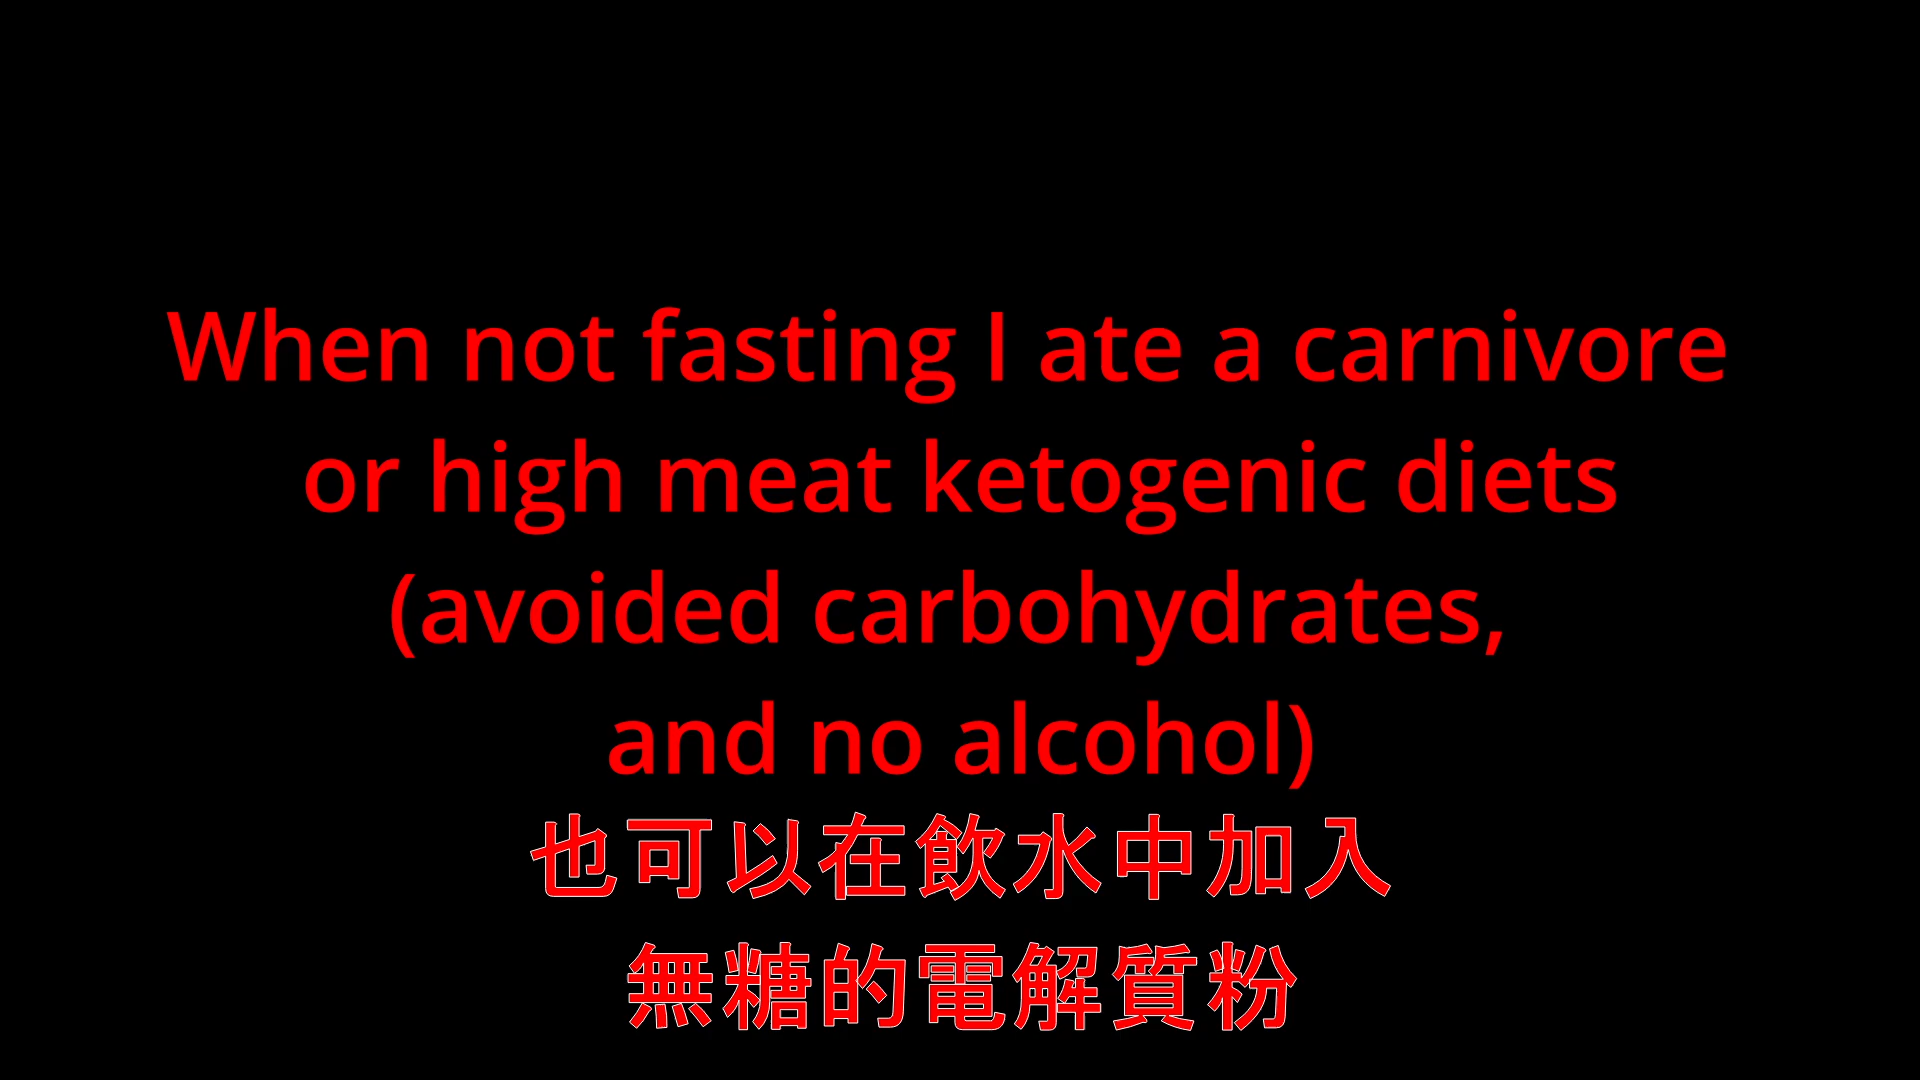 When not fasting I ate a carnivore
or high meat ketogenic diets
(avoided carbohydrates,
and no alcohol)
也可以在飲水中加入
無糖的電解質粉